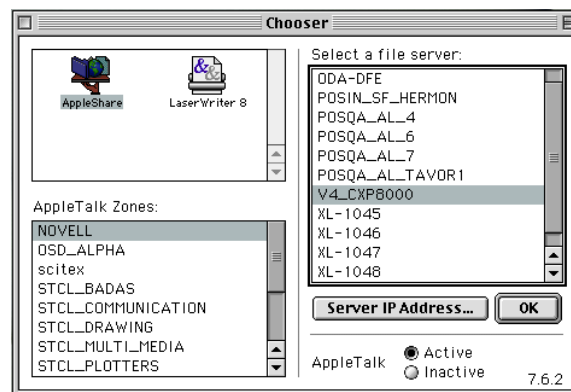 Chooser
AppleShare
LaserWriter 8
AppleTalk Zones:
NOVELL
OSD_ALPHA
scitex
STCL_BADAS
STCL_COMMUNICATION
STCL_DRAWING
STCL_MULTI_MEDIA
STCL_PLOTTERS
Select a file server:
ODA-DFE
POSIN_SF_HERMON
POSQA_AL_4
POSQA_AL_6
POSQA_AL_7
POSQA_AL_TAVOR1
V4_CXP8000
XL-1045
XL-1046
XL-1047
XL-1048
Server IP Address...
OK
AppleTalk
Active
Inactive
7.6.2